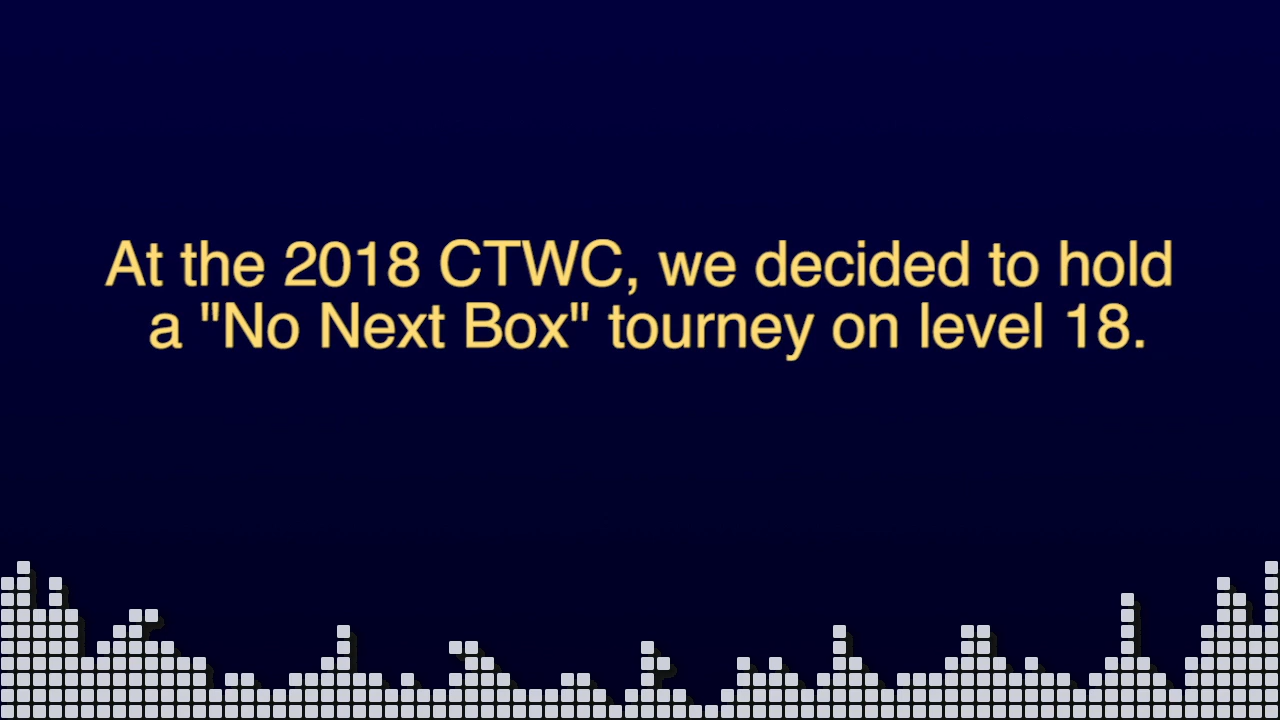 At the 2018 CTWC, we decided to hold
a "No Next Box" tourney on level 18.